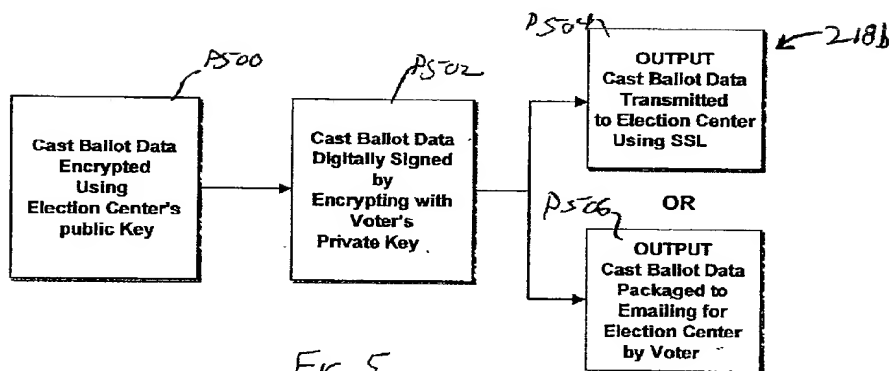 P500
Cast Ballot Data
Encrypted
Using
Election Center's
public Key
P502
Cast Ballot Data
Digitally Signed
by
Encrypting with
Voter's
Private Key
P504
218b
OUTPUT
Cast Ballot Data
Transmitted
to Election Center
Using SSL
OR
P506
OUTPUT
Cast Ballot Data
Packaged to
Emailing for
Election Center
by Voter
FIG. 5